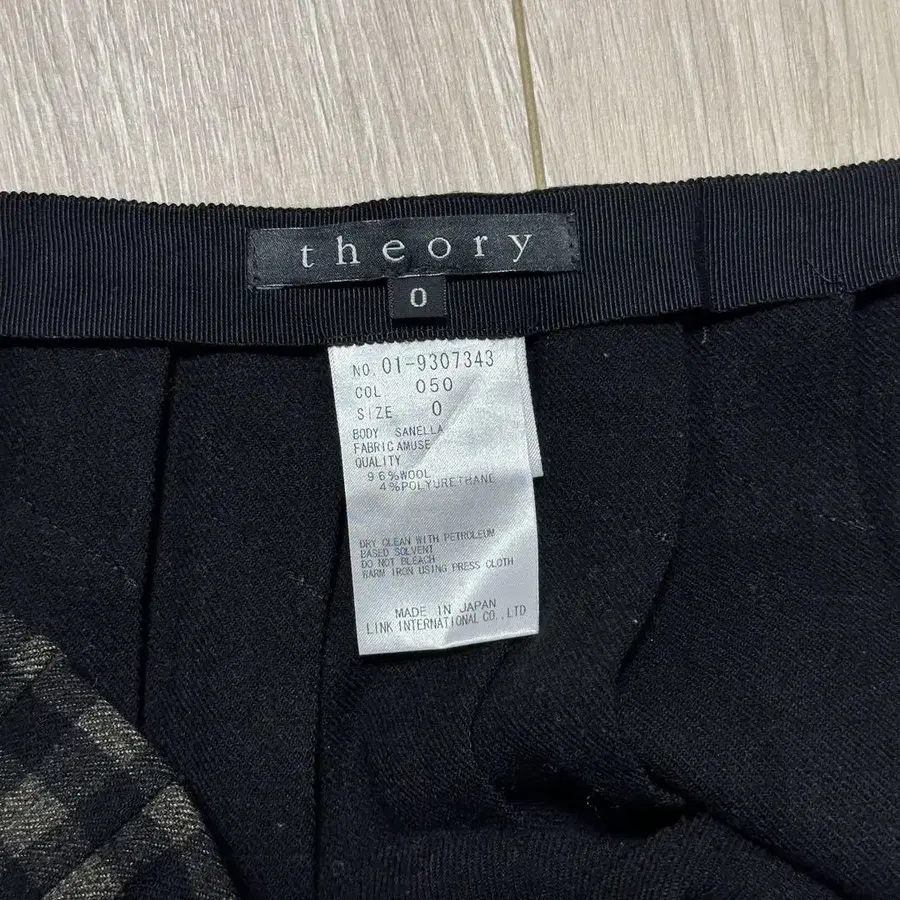 theory
0
NO. 01-9307343
COL 050
SIZE 0
BODY SANELLA
FABRIC AMUSE
QUALITY
96%WOOL
4%POLYURETHANE
DRY CLEAN WITH PETROLEUM
BASED SOLVENT
DO NOT BLEACH
WARM IRON USING PRESS CLOTH
MADE IN JAPAN
LINK INTERNATIONAL CO.,LTD